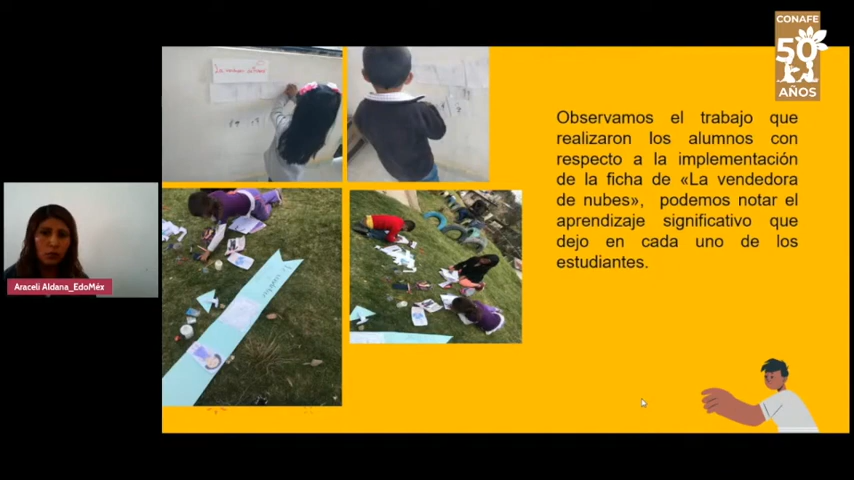 CONAFE
50
AÑOS
Observamos el trabajo que
realizaron los alumnos con
respecto a la implementación
de la ficha de «La vendedora
de nubes», podemos notar el
aprendizaje significativo que
dejo en cada uno de los
estudiantes.
Araceli Aldana_EdoMéx